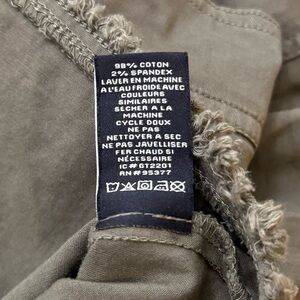 98% COTON
2% SPANDEX
LAVER EN MACHINE
A L'EAU FROIDE AVEC
COULEURS
SIMILAIRES
SECHER A LA
MACHINE
CYCLE DOUX
NE PAS
NETTOYER A SEC
NE PAS JAVELLISER
FER CHAUD SI
NÉCESSAIRE
IC# GT2201
RN# 95377